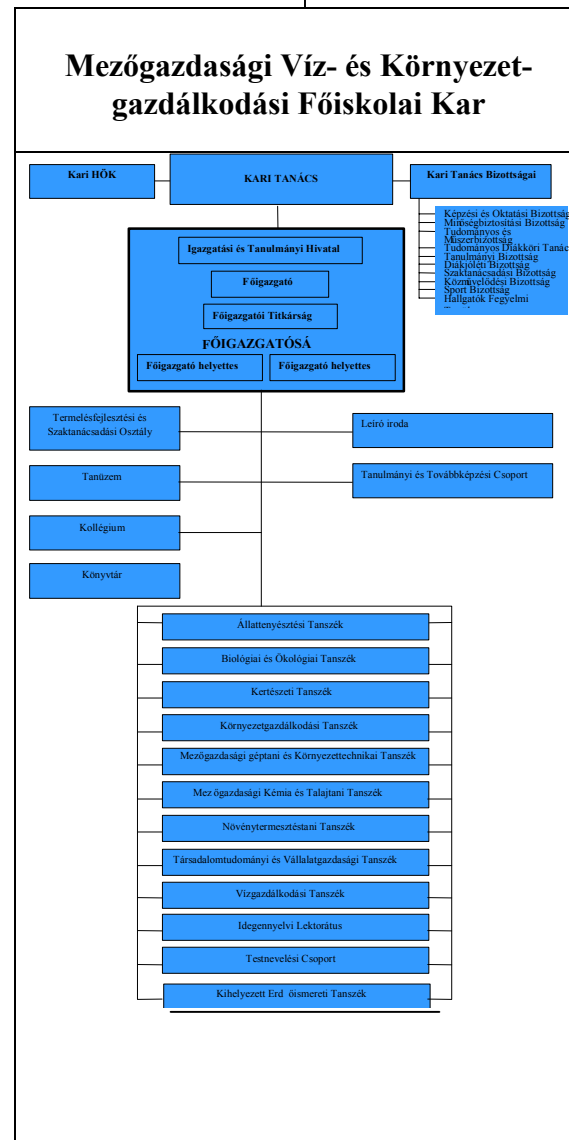 Mezőgazdasági Víz- és Környezet-
gazdálkodási Főiskolai Kar
Kari HÖK
KARI TANÁCS
Kari Tanács Bizottságai
Képzési és Oktatási Bizottság
Minőségbiztosítási Bizottság
Tudományos és
Műszerbizottság
Tudományos Diákköri Tanács
Tanulmányi Bizottság
Diákjóléti Bizottság
Szaktanácsadási Bizottság
Közművelődési Bizottság
Sport Bizottság
Hallgatók Fegyelmi
Igazgatási és Tanulmányi Hivatal
Főigazgató
Főigazgatói Titkárság
FŐIGAZGATÓSÁ
Főigazgató helyettes
Főigazgató helyettes
Termelésfejlesztési és
Szaktanácsadási Osztály
Leíró iroda
Tanüzem
Tanulmányi és Továbbképzési Csoport
Kollégium
Könyvtár
Állattenyésztési Tanszék
Biológiai és Ökológiai Tanszék
Kertészeti Tanszék
Környezetgazdálkodási Tanszék
Mezőgazdasági géptani és Környezettechnikai Tanszék
Mezőgazdasági Kémia és Talajtani Tanszék
Növénytermesztéstani Tanszék
Társadalomtudományi és Vállalatgazdasági Tanszék
Vízgazdálkodási Tanszék
Idegennyelvi Lektorátus
Testnevelési Csoport
Kihelyezett Erd őismereti Tanszék